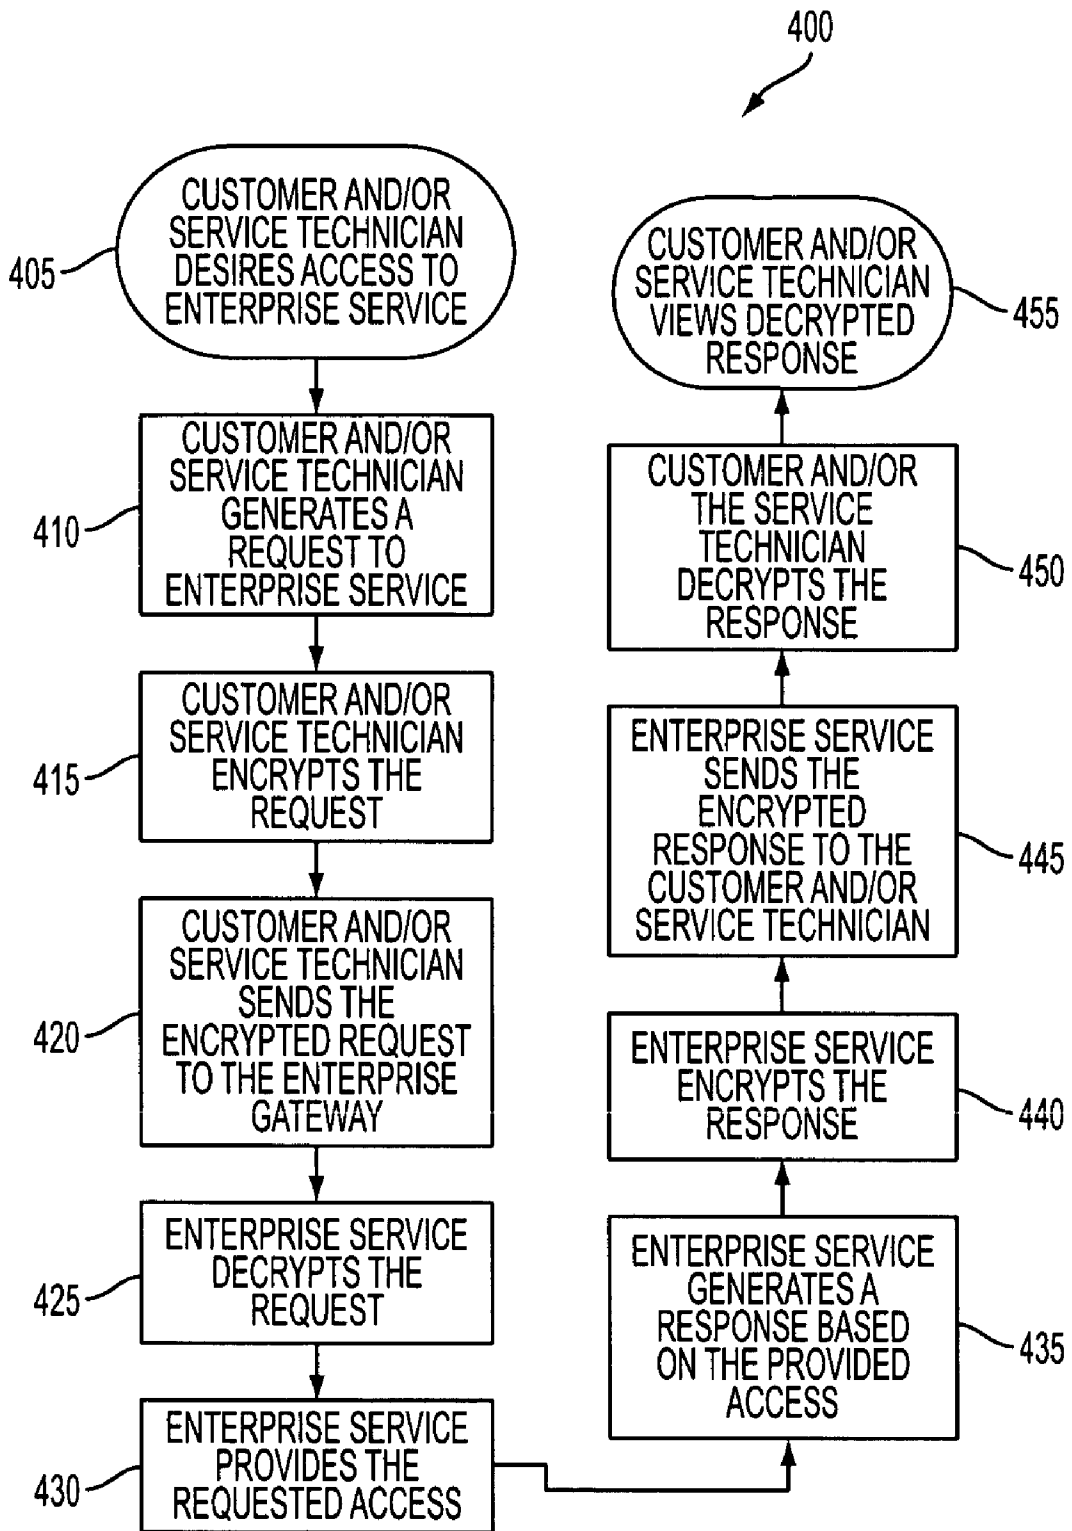 400
CUSTOMER AND/OR
SERVICE TECHNICIAN
DESIRES ACCESS TO
ENTERPRISE SERVICE
405
CUSTOMER AND/OR
SERVICE TECHNICIAN
GENERATES A
REQUEST TO
ENTERPRISE SERVICE
410
CUSTOMER AND/OR
SERVICE TECHNICIAN
ENCRYPTS THE
REQUEST
415
CUSTOMER AND/OR
SERVICE TECHNICIAN
SENDS THE
ENCRYPTED REQUEST
TO THE ENTERPRISE
GATEWAY
420
ENTERPRISE SERVICE
DECRYPTS THE
REQUEST
425
ENTERPRISE SERVICE
PROVIDES THE
REQUESTED ACCESS
430
ENTERPRISE SERVICE
GENERATES A
RESPONSE BASED
ON THE PROVIDED
ACCESS
435
ENTERPRISE SERVICE
ENCRYPTS THE
RESPONSE
440
ENTERPRISE SERVICE
SENDS THE
ENCRYPTED
RESPONSE TO THE
CUSTOMER AND/OR
SERVICE TECHNICIAN
445
CUSTOMER AND/OR
THE SERVICE
TECHNICIAN
DECRYPTS THE
RESPONSE
450
CUSTOMER AND/OR
SERVICE TECHNICIAN
VIEWS DECRYPTED
RESPONSE
455